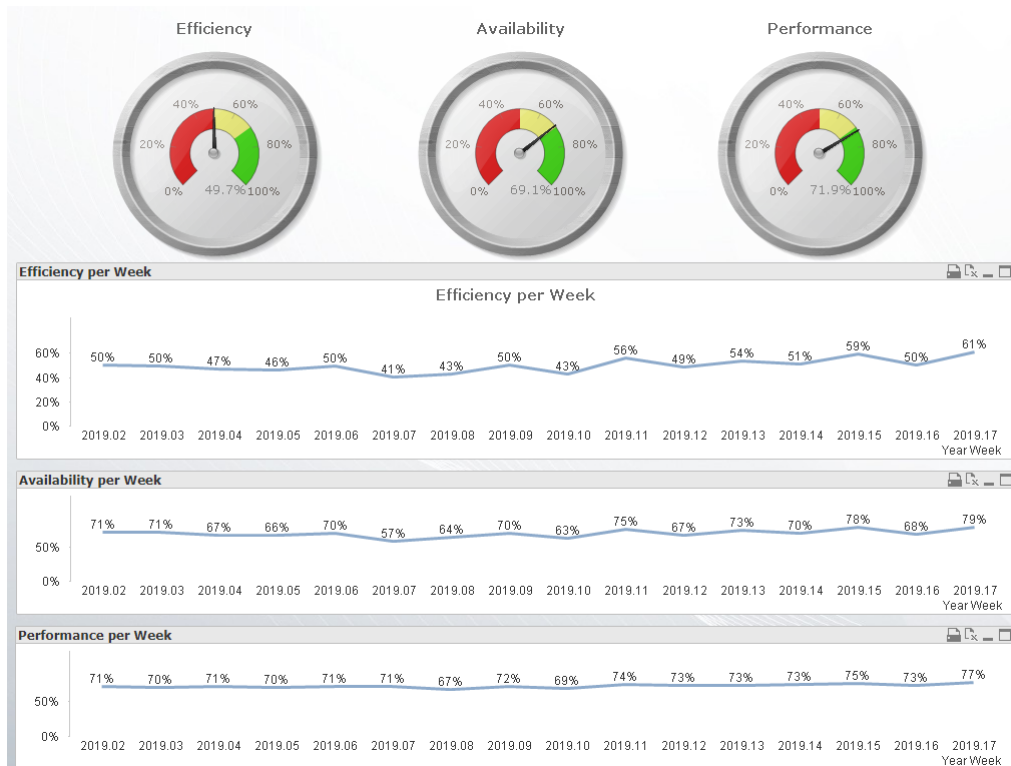 Efficiency Availability Performance
40% 60% 40% 60% 40% 60%
20% 80% 20% 80% 20% 80%
0% 49.7% 100% 0% 69.1% 100% 0% 71.9% 100%
Efficiency per Week
Efficiency per Week
50% 50% 47% 46% 50% 41% 43% 50% 43% 56% 49% 54% 51% 59% 50% 61%
60%
40%
20%
0%
2019.02 2019.03 2019.04 2019.05 2019.06 2019.07 2019.08 2019.09 2019.10 2019.11 2019.12 2019.13 2019.14 2019.15 2019.16 2019.17
Year Week
Availability per Week
71% 71% 67% 66% 70% 57% 64% 70% 63% 75% 67% 73% 70% 78% 68% 79%
50%
0%
2019.02 2019.03 2019.04 2019.05 2019.06 2019.07 2019.08 2019.09 2019.10 2019.11 2019.12 2019.13 2019.14 2019.15 2019.16 2019.17
Year Week
Performance per Week
71% 70% 71% 70% 71% 71% 67% 72% 69% 74% 73% 73% 73% 75% 73% 77%
50%
0%
2019.02 2019.03 2019.04 2019.05 2019.06 2019.07 2019.08 2019.09 2019.10 2019.11 2019.12 2019.13 2019.14 2019.15 2019.16 2019.17
Year Week